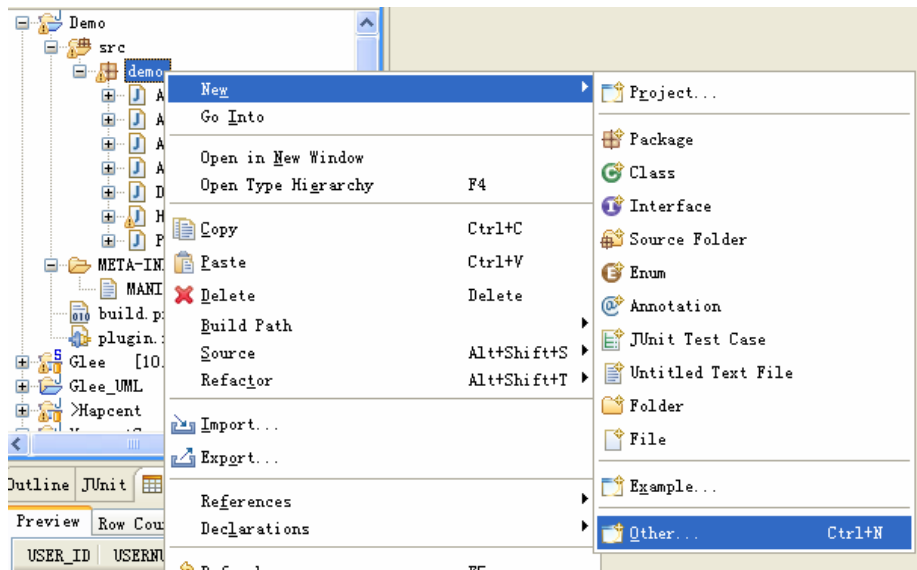 Demo
src
demo
A
A
A
A
D
H
P
META-IN
MANI
build.p
plugin.
Glee [10.
Glee_UML
>Hapcent
Outline JUnit
Preview Row Cou
USER_ID USERNU
New
Go Into
Open in New Window
Open Type Hierarchy F4
Copy Ctrl+C
Paste Ctrl+V
Delete Delete
Build Path
Source Alt+Shift+S
Refactor Alt+Shift+T
Import...
Export...
References
Declarations
Project...
Package
Class
Interface
Source Folder
Enum
Annotation
JUnit Test Case
Untitled Text File
Folder
File
Example...
Other... Ctrl+N